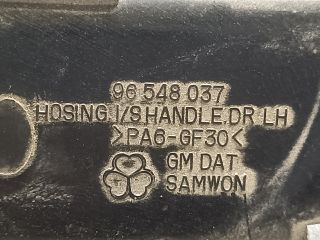 96 548 037
HOSING, I/S HANDLE, DR LH
>PA6-GF30<
GM DAT
SAMWON